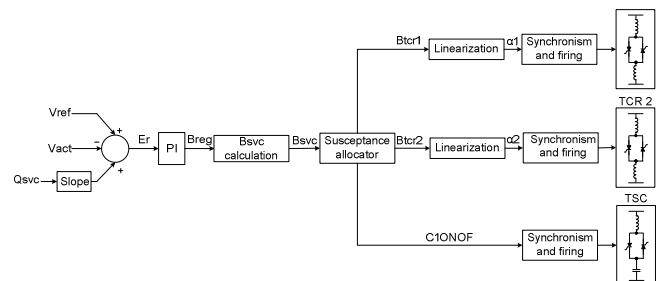 Btcr1
Linearization
α1
Synchronism
and firing
TCR 2
Vref
+
Vact
−
Er
PI
Breg
Bsvc
calculation
Bsvc
Susceptance
allocator
Btcr2
Linearization
α2
Synchronism
and firing
Qsvc
Slope
+
TSC
C1ONOF
Synchronism
and firing